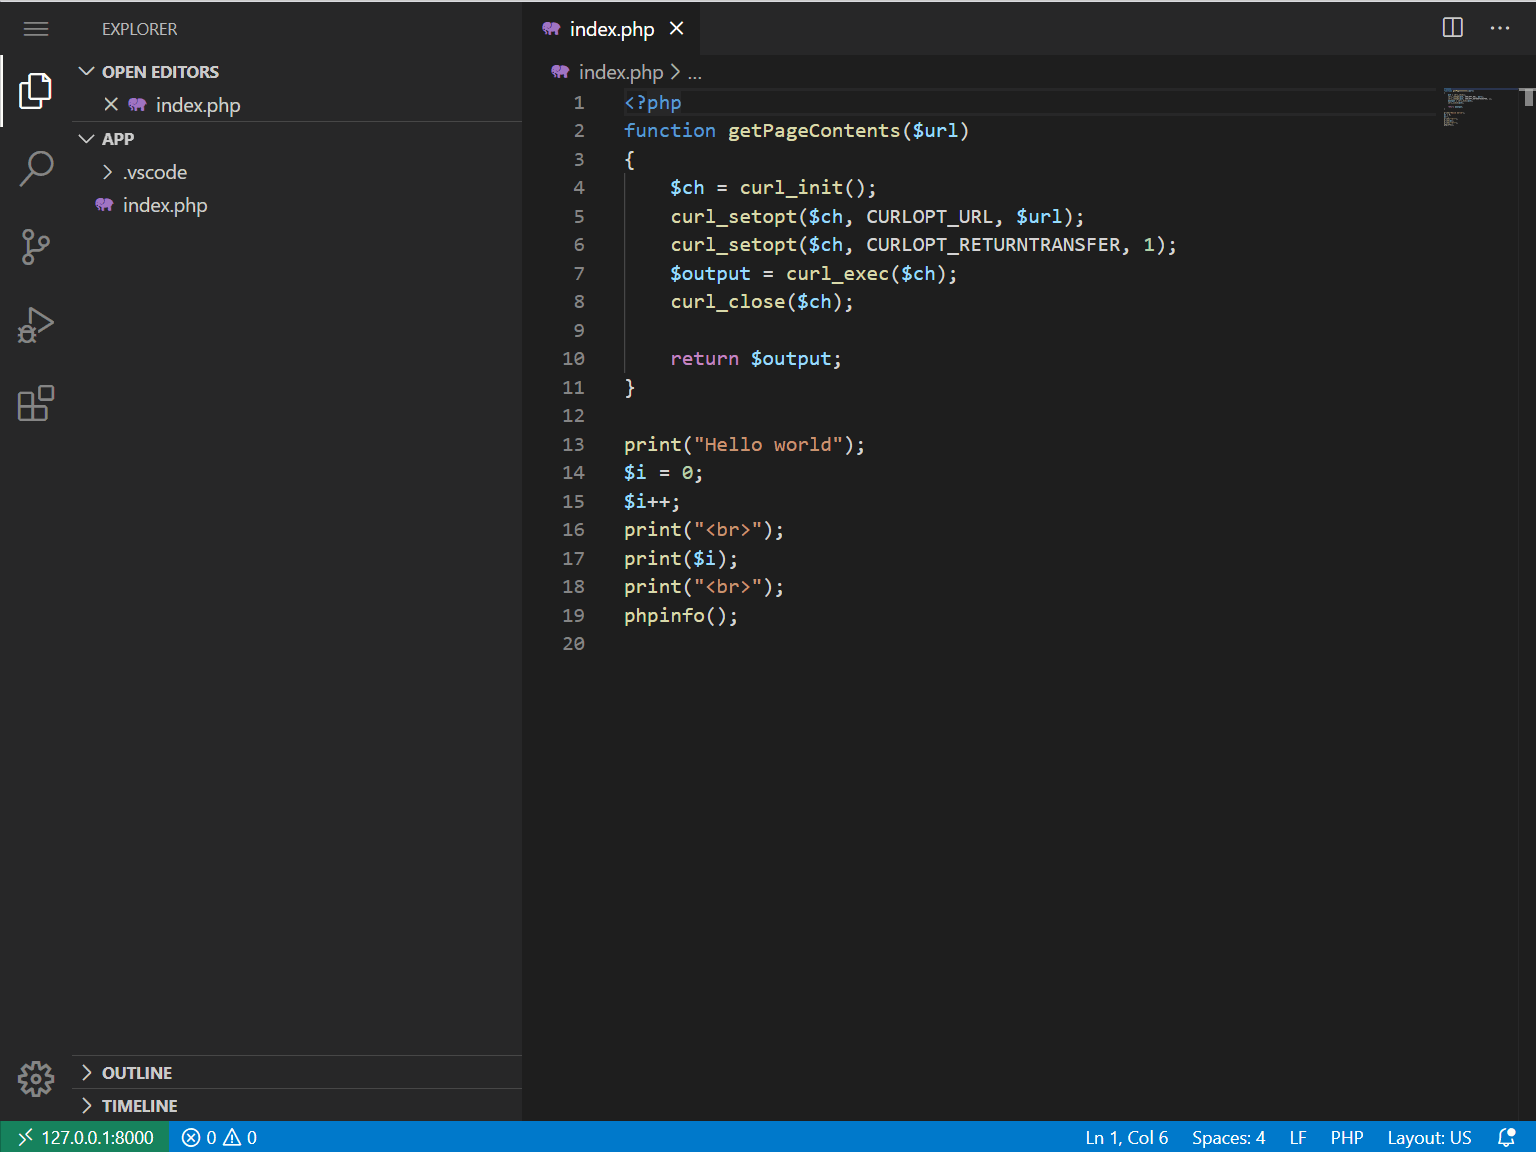 EXPLORER
OPEN EDITORS
index.php
APP
.vscode
index.php
OUTLINE
TIMELINE
index.php
index.php > ...
1 <?php
2 function getPageContents($url)
3 {
4     $ch = curl_init();
5     curl_setopt($ch, CURLOPT_URL, $url);
6     curl_setopt($ch, CURLOPT_RETURNTRANSFER, 1);
7     $output = curl_exec($ch);
8     curl_close($ch);
9
10     return $output;
11 }
12
13 print("Hello world");
14 $i = 0;
15 $i++;
16 print("<br>");
17 print($i);
18 print("<br>");
19 phpinfo();
20
127.0.0.1:8000 0 0 Ln 1, Col 6 Spaces: 4 LF PHP Layout: US